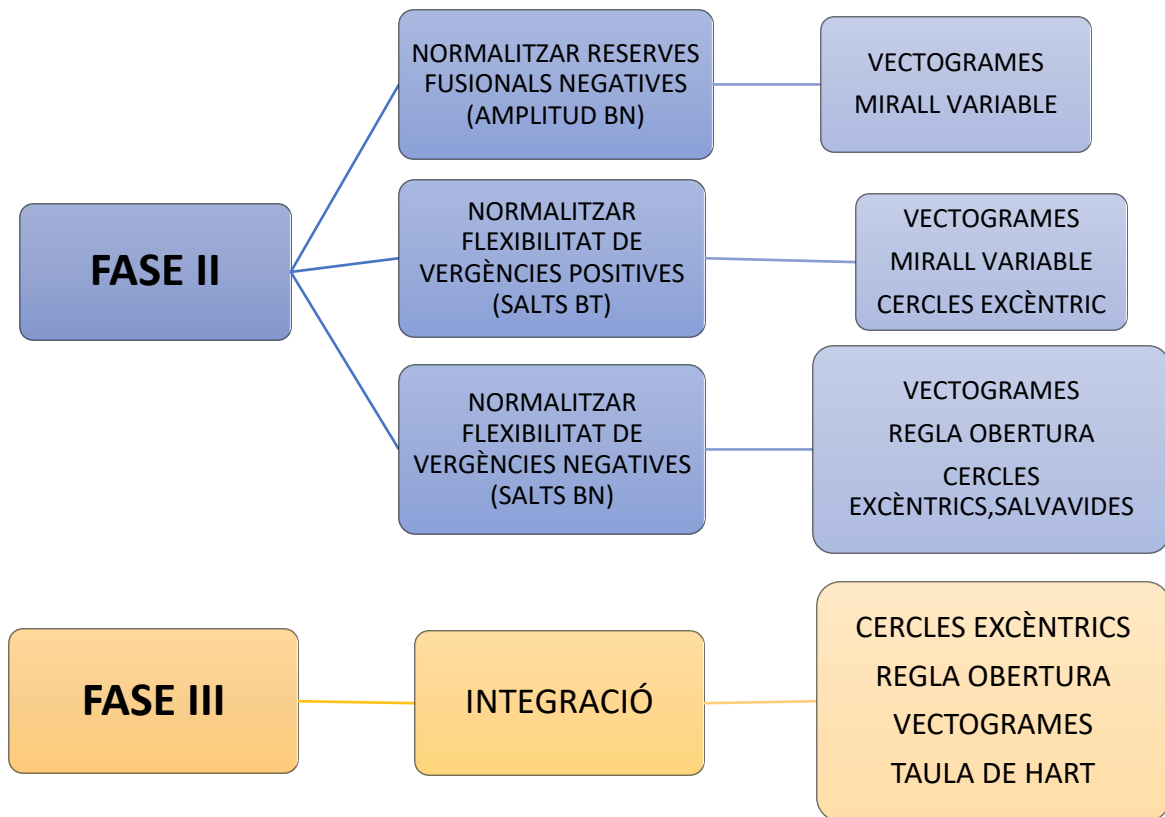 FASE II
NORMALITZAR RESERVES
FUSIONALS NEGATIVES
(AMPLITUD BN)
VECTOGRAMES
MIRALL VARIABLE
NORMALITZAR
FLEXIBILITAT DE
VERGÈNCIES POSITIVES
(SALTS BT)
VECTOGRAMES
MIRALL VARIABLE
CERCLES EXCÈNTRIC
NORMALITZAR
FLEXIBILITAT DE
VERGÈNCIES NEGATIVES
(SALTS BN)
VECTOGRAMES
REGLA OBERTURA
CERCLES
EXCÈNTRICS,SALVAVIDES
FASE III
INTEGRACIÓ
CERCLES EXCÈNTRICS
REGLA OBERTURA
VECTOGRAMES
TAULA DE HART